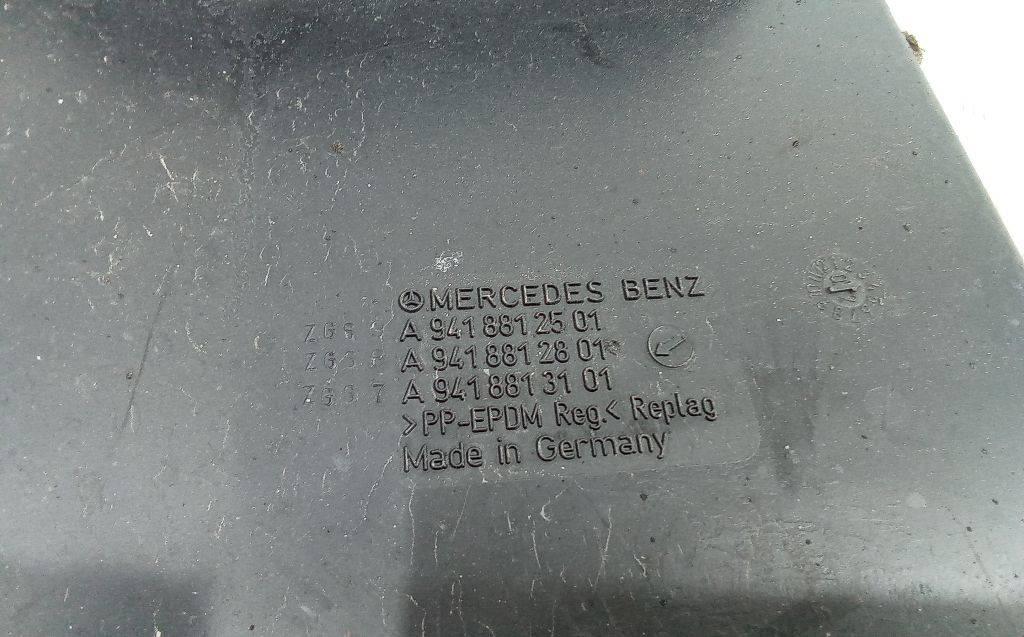 MERCEDES BENZ
A 941 881 25 01
A 941 881 28 01
A 941 881 31 01
>PP-EPDM Reg.< Replag
Made in Germany